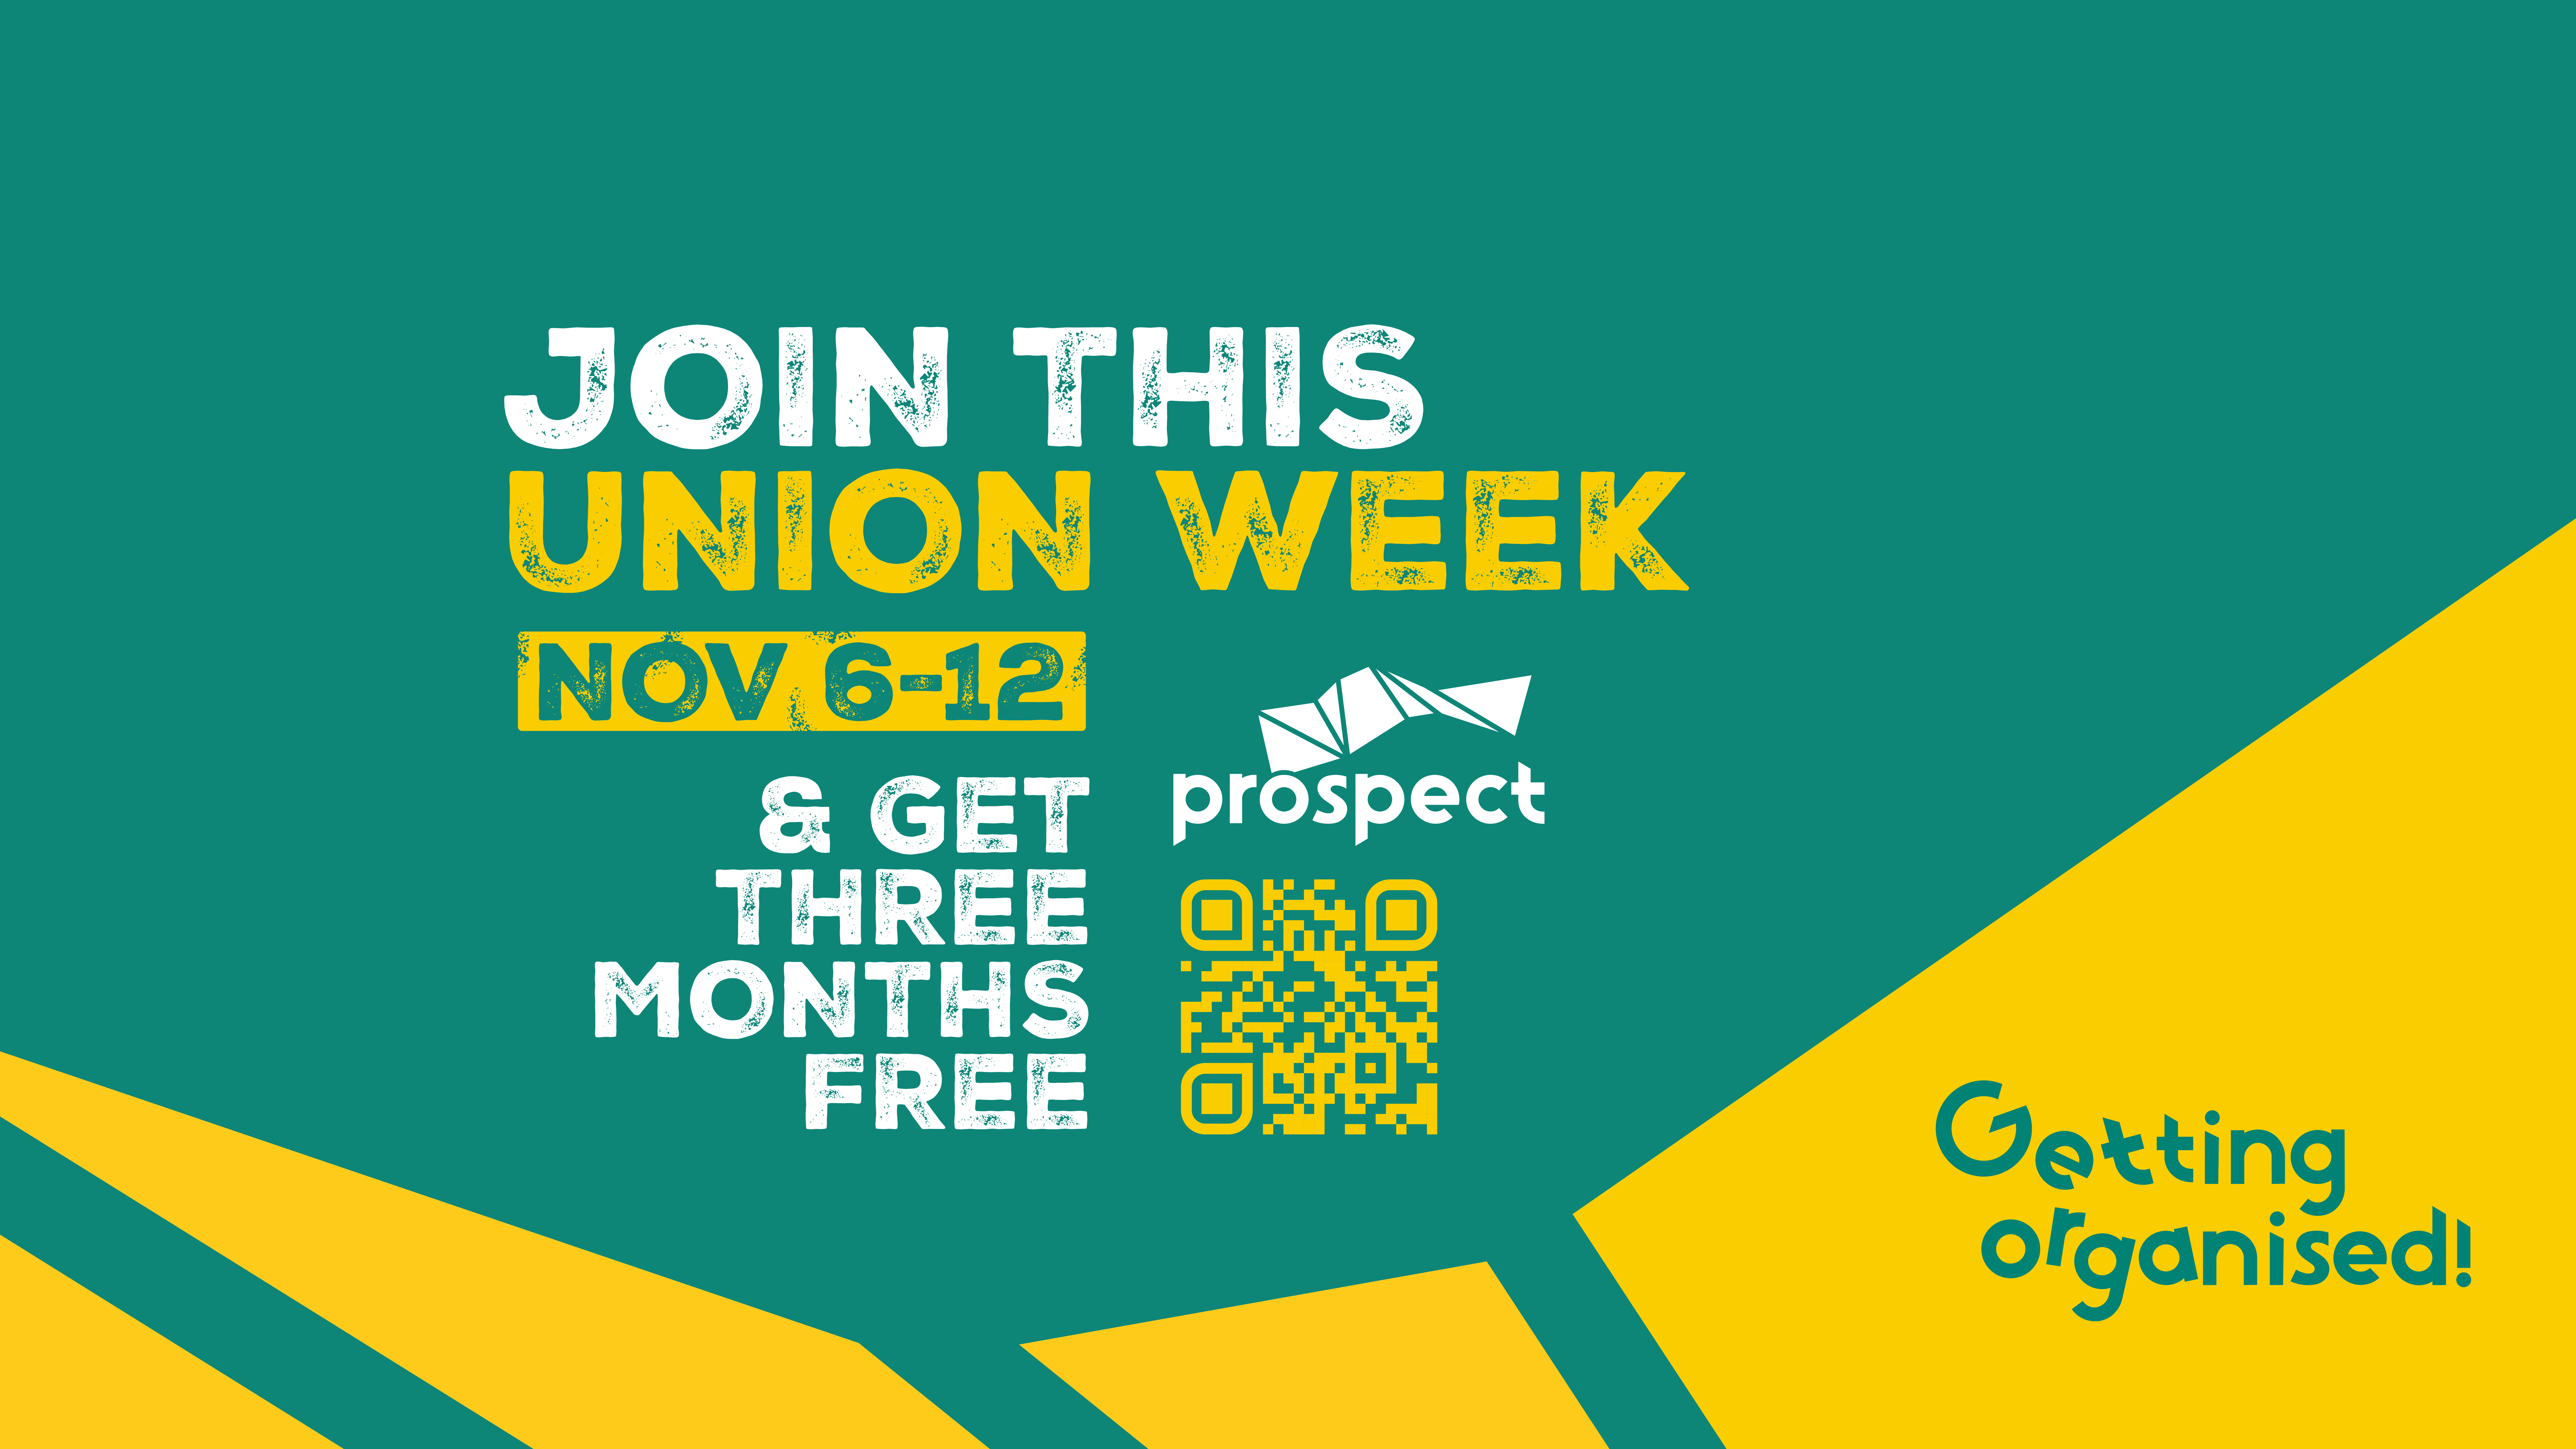 JOIN THIS
UNION WEEK
NOV 6-12
& GET
THREE
MONTHS
FREE
prospect
Getting
organised!